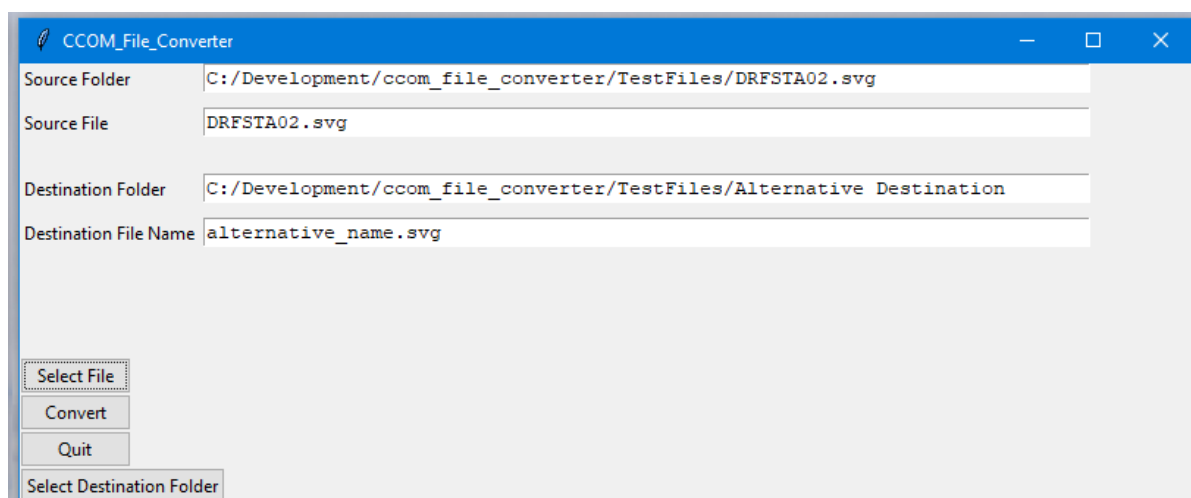 CCOM_File_Converter
Source Folder C:/Development/ccom_file_converter/TestFiles/DRFSTA02.svg
Source File DRFSTA02.svg
Destination Folder C:/Development/ccom_file_converter/TestFiles/Alternative Destination
Destination File Name alternative_name.svg
Select File
Convert
Quit
Select Destination Folder